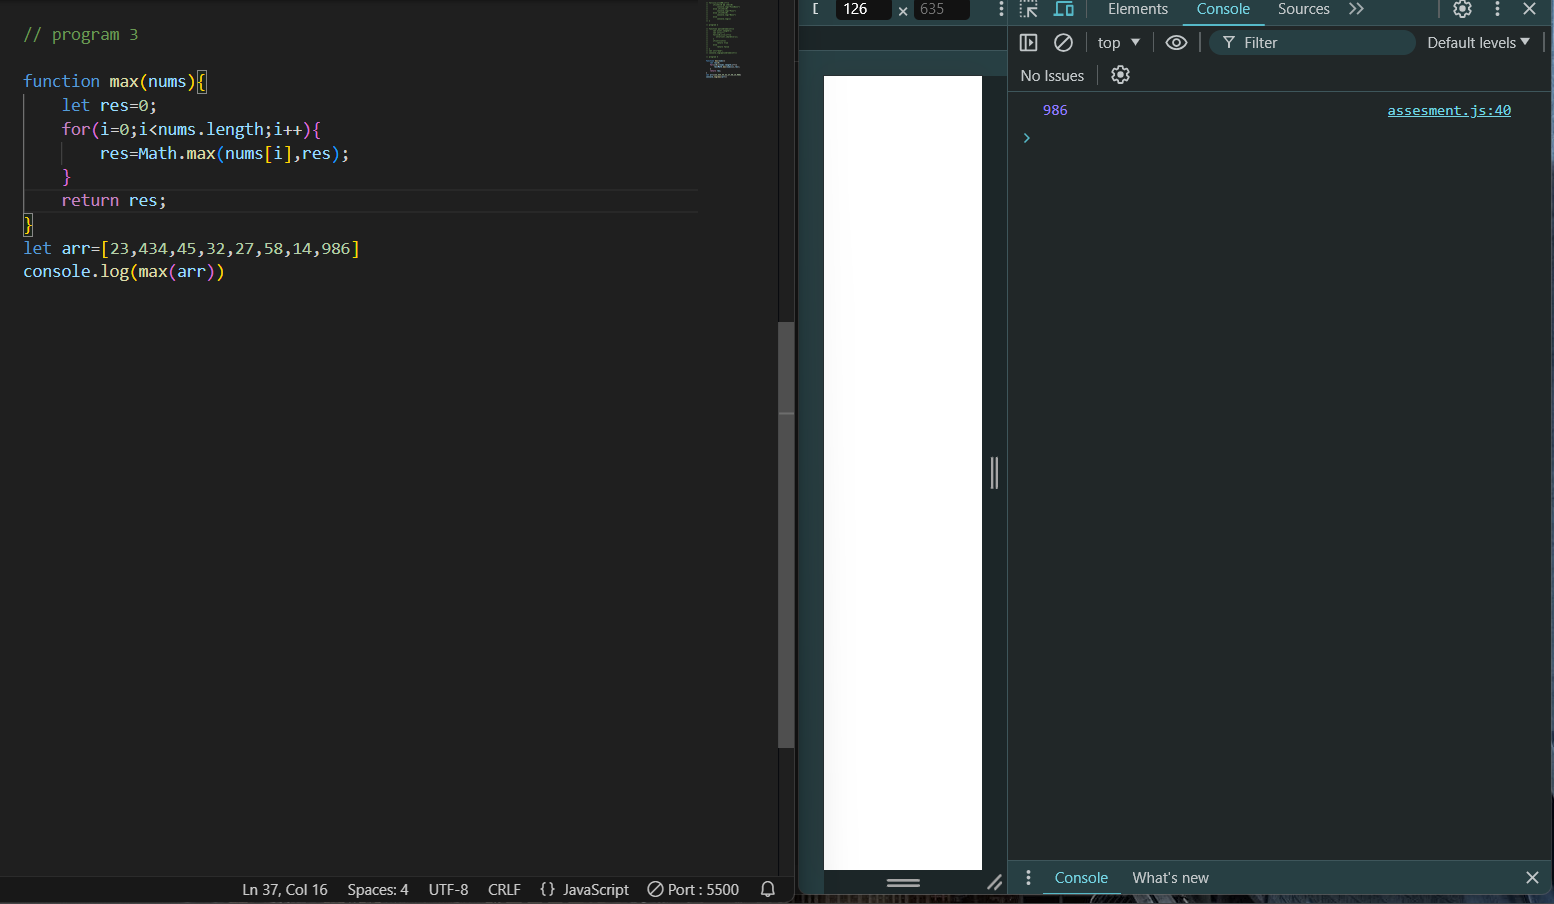 // program 3
function max(nums){
let res=0;
for(i=0;i<nums.length;i++){
res=Math.max(nums[i],res);
}
return res;
}
let arr=[23,434,45,32,27,58,14,986]
console.log(max(arr))
Ln 37, Col 16 Spaces: 4 UTF-8 CRLF {} JavaScript Port : 5500
126 × 635
Elements Console Sources
top Filter Default levels
No Issues
986 assesment.js:40
Console What's new